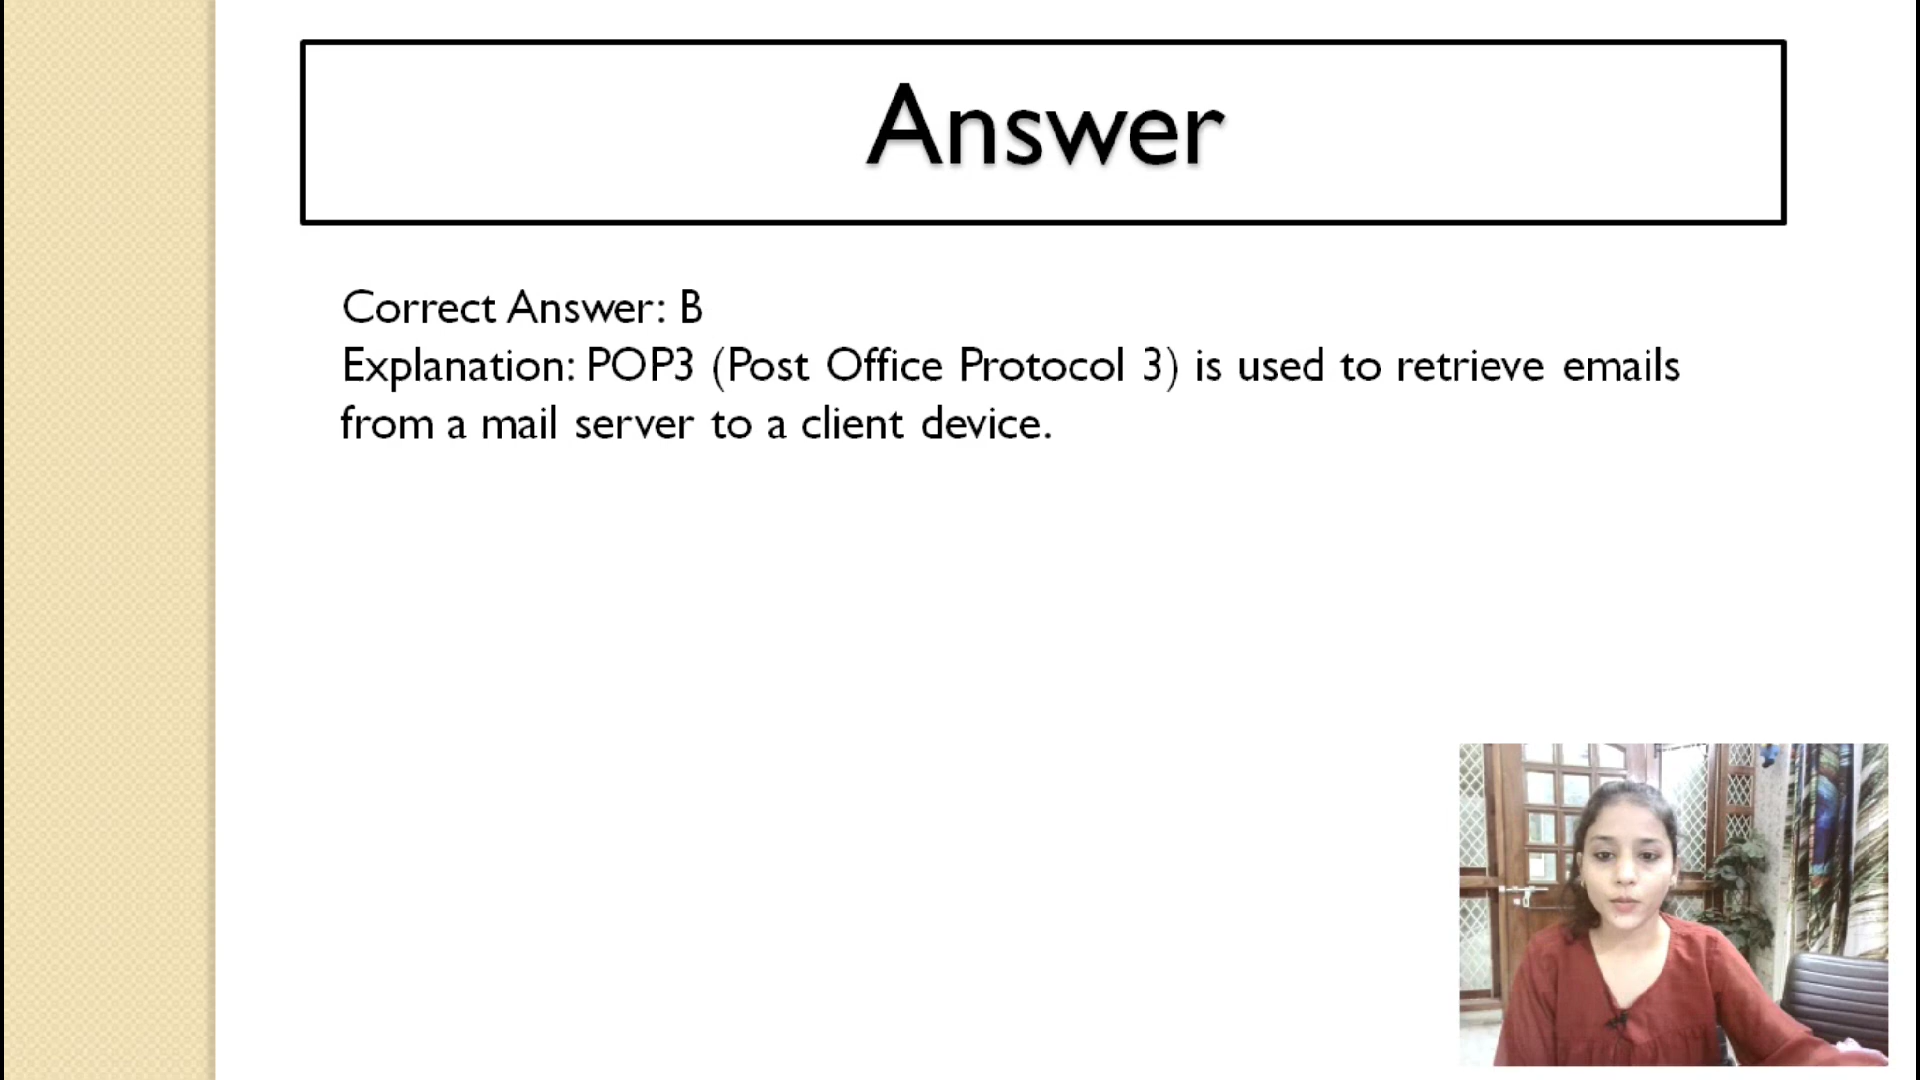 Answer
Correct Answer: B
Explanation: POP3 (Post Office Protocol 3) is used to retrieve emails
from a mail server to a client device.